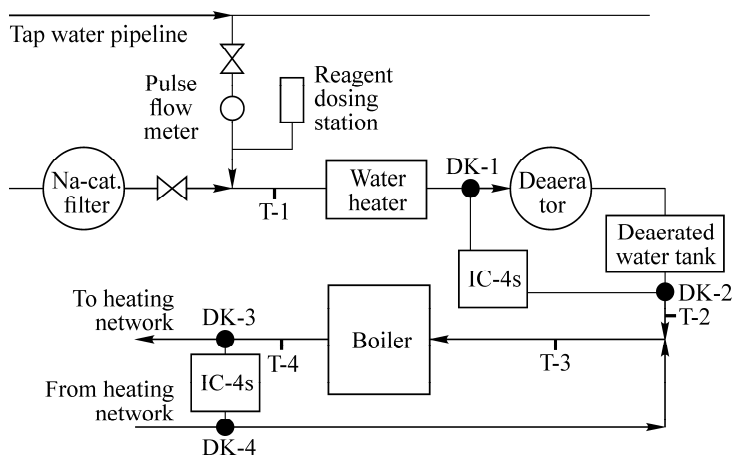 Tap water pipeline
Pulse
flow
meter
Reagent
dosing
station
Na-cat.
filter
T-1
Water
heater
DK-1
Deaera
tor
Deaerated
water tank
IC-4s
DK-2
T-2
To heating
network
DK-3
T-4
Boiler
T-3
IC-4s
From heating
network
DK-4